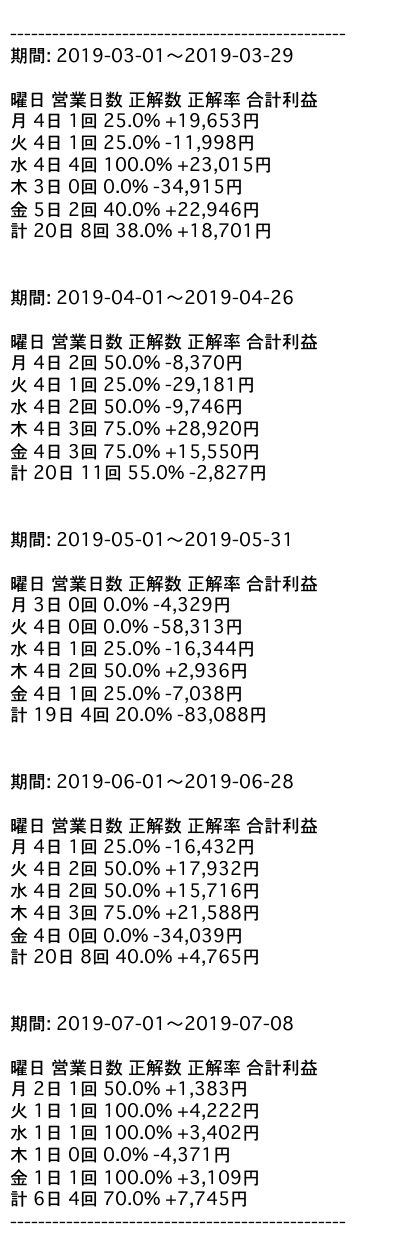 ------------------------------------------------
期間: 2019-03-01〜2019-03-29
曜日 営業日数 正解数 正解率 合計利益
月 4日 1回 25.0% +19,653円
火 4日 1回 25.0% -11,998円
水 4日 4回 100.0% +23,015円
木 3日 0回 0.0% -34,915円
金 5日 2回 40.0% +22,946円
計 20日 8回 38.0% +18,701円
期間: 2019-04-01〜2019-04-26
曜日 営業日数 正解数 正解率 合計利益
月 4日 2回 50.0% -8,370円
火 4日 1回 25.0% -29,181円
水 4日 2回 50.0% -9,746円
木 4日 3回 75.0% +28,920円
金 4日 3回 75.0% +15,550円
計 20日 11回 55.0% -2,827円
期間: 2019-05-01〜2019-05-31
曜日 営業日数 正解数 正解率 合計利益
月 3日 0回 0.0% -4,329円
火 4日 0回 0.0% -58,313円
水 4日 1回 25.0% -16,344円
木 4日 2回 50.0% +2,936円
金 4日 1回 25.0% -7,038円
計 19日 4回 20.0% -83,088円
期間: 2019-06-01〜2019-06-28
曜日 営業日数 正解数 正解率 合計利益
月 4日 1回 25.0% -16,432円
火 4日 2回 50.0% +17,932円
水 4日 2回 50.0% +15,716円
木 4日 3回 75.0% +21,588円
金 4日 0回 0.0% -34,039円
計 20日 8回 40.0% +4,765円
期間: 2019-07-01〜2019-07-08
曜日 営業日数 正解数 正解率 合計利益
月 2日 1回 50.0% +1,383円
火 1日 1回 100.0% +4,222円
水 1日 1回 100.0% +3,402円
木 1日 0回 0.0% -4,371円
金 1日 1回 100.0% +3,109円
計 6日 4回 70.0% +7,745円
------------------------------------------------